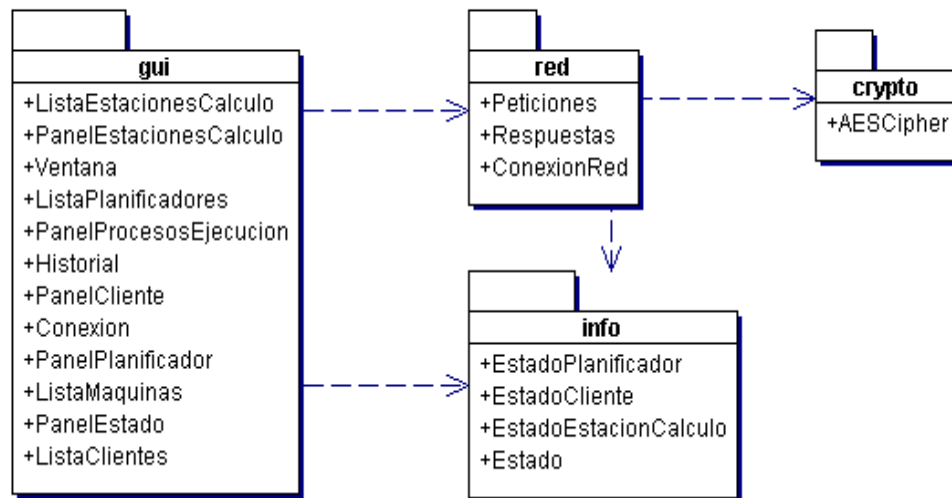 gui
+ListaEstacionesCalculo
+PanelEstacionesCalculo
+Ventana
+ListaPlanificadores
+PanelProcesosEjecucion
+Historial
+PanelCliente
+Conexion
+PanelPlanificador
+ListaMaquinas
+PanelEstado
+ListaClientes
red
+Peticiones
+Respuestas
+ConexionRed
crypto
+AESCipher
info
+EstadoPlanificador
+EstadoCliente
+EstadoEstacionCalculo
+Estado